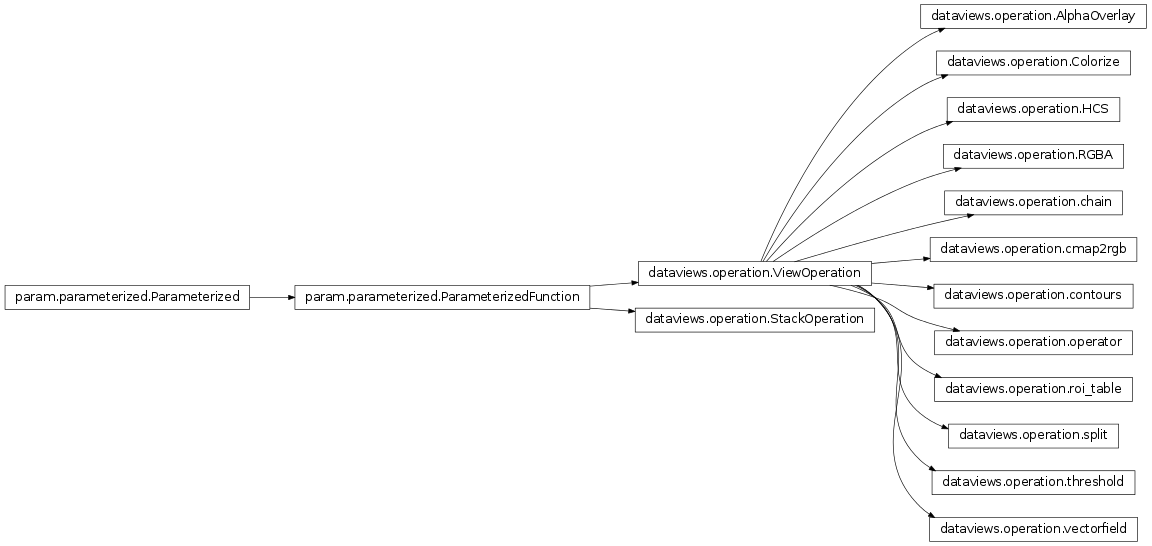 dataviews.operation.AlphaOverlay
dataviews.operation.Colorize
dataviews.operation.HCS
dataviews.operation.RGBA
dataviews.operation.chain
dataviews.operation.cmap2rgb
dataviews.operation.ViewOperation
param.parameterized.Parameterized
param.parameterized.ParameterizedFunction
dataviews.operation.contours
dataviews.operation.StackOperation
dataviews.operation.operator
dataviews.operation.roi_table
dataviews.operation.split
dataviews.operation.threshold
dataviews.operation.vectorfield